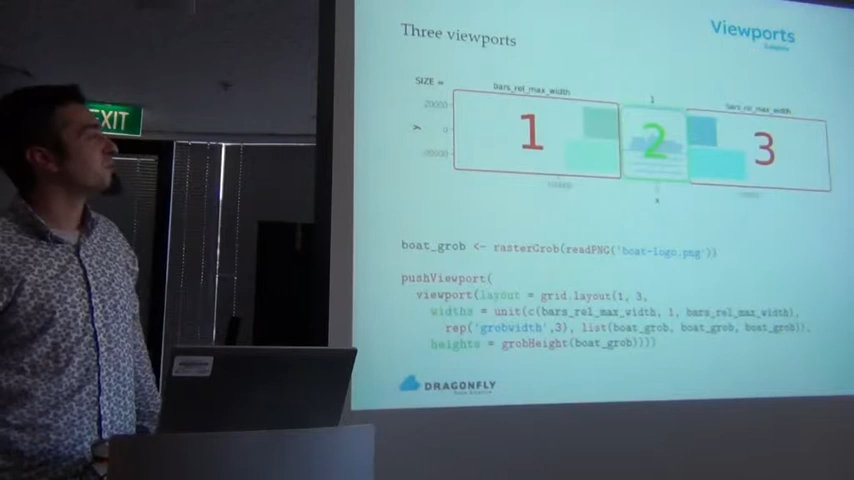 EXIT
Three viewports
Viewports
SIZE =
bars_rel_max_width
1
bars_rel_max_width
20000
y
0
-20000
1
2
3
x
boat_grob <- rasterGrob(readPNG('boat-logo.png'))
pushViewport(
viewport(layout = grid.layout(1, 3,
widths = unit(c(bars_rel_max_width, 1, bars_rel_max_width),
rep('grobwidth',3), list(boat_grob, boat_grob, boat_grob)),
heights = grobHeight(boat_grob))))
DRAGONFLY